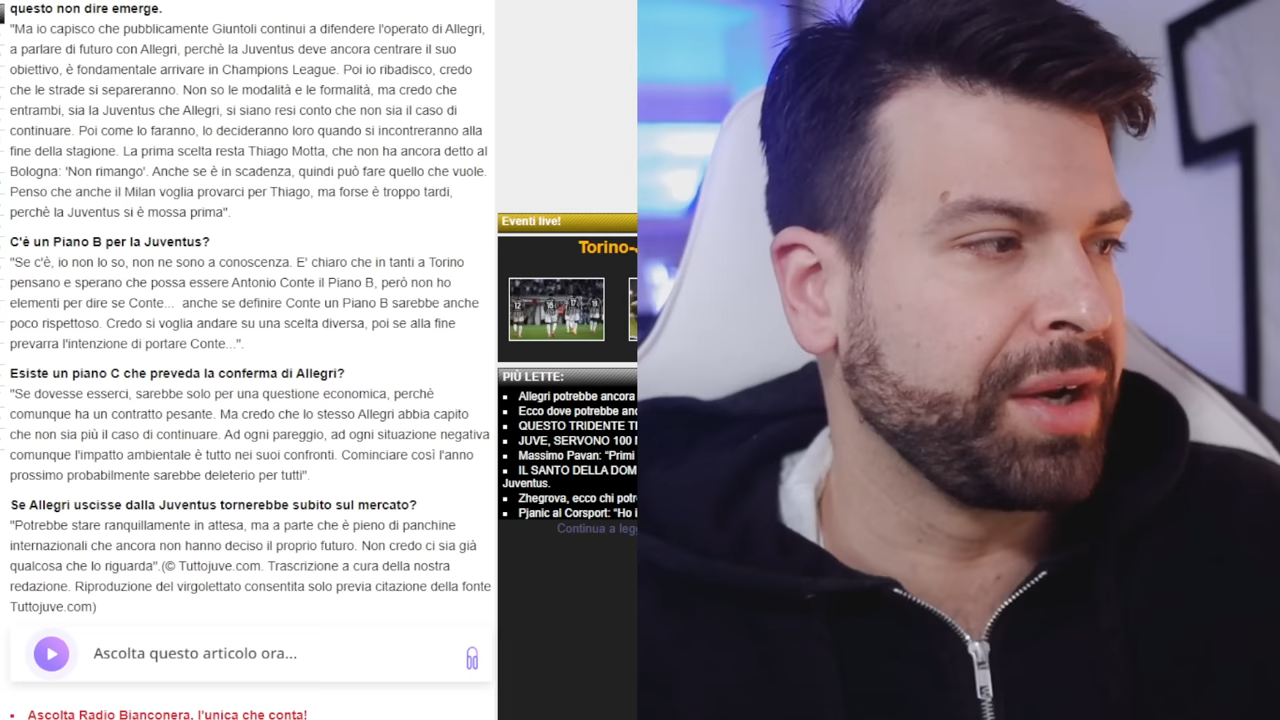 questo non dire emerge.
"Ma io capisco che pubblicamente Giuntoli continui a difendere l'operato di Allegri,
a parlare di futuro con Allegri, perchè la Juventus deve ancora centrare il suo
obiettivo, è fondamentale arrivare in Champions League. Poi io ribadisco, credo
che le strade si separeranno. Non so le modalità e le formalità, ma credo che
entrambi, sia la Juventus che Allegri, si siano resi conto che non sia il caso di
continuare. Poi come lo faranno, lo decideranno loro quando si incontreranno alla
fine della stagione. La prima scelta resta Thiago Motta, che non ha ancora detto al
Bologna: 'Non rimango'. Anche se è in scadenza, quindi può fare quello che vuole.
Penso che anche il Milan voglia provarci per Thiago, ma forse è troppo tardi,
perchè la Juventus si è mossa prima".
C'è un Piano B per la Juventus?
"Se c'è, io non lo so, non ne sono a conoscenza. E' chiaro che in tanti a Torino
pensano e sperano che possa essere Antonio Conte il Piano B, però non ho
elementi per dire se Conte... anche se definire Conte un Piano B sarebbe anche
poco rispettoso. Credo si voglia andare su una scelta diversa, poi se alla fine
prevarra l'intenzione di portare Conte...".
Esiste un piano C che preveda la conferma di Allegri?
"Se dovesse esserci, sarebbe solo per una questione economica, perchè
comunque ha un contratto pesante. Ma credo che lo stesso Allegri abbia capito
che non sia più il caso di continuare. Ad ogni pareggio, ad ogni situazione negativa
comunque l'impatto ambientale è tutto nei suoi confronti. Cominciare così l'anno
prossimo probabilmente sarebbe deleterio per tutti".
Se Allegri uscisse dalla Juventus tornerebbe subito sul mercato?
"Potrebbe stare ranquillamente in attesa, ma a parte che è pieno di panchine
internazionali che ancora non hanno deciso il proprio futuro. Non credo ci sia già
qualcosa che lo riguarda".(© Tuttojuve.com. Trascrizione a cura della nostra
redazione. Riproduzione del virgolettato consentita solo previa citazione della fonte
Tuttojuve.com)
Ascolta questo articolo ora...
Ascolta Radio Bianconera, l'unica che conta!
Eventi live!
Torino-
PIÙ LETTE:
Allegri potrebbe ancora
Ecco dove potrebbe anc
QUESTO TRIDENTE T
JUVE, SERVONO 100
Massimo Pavan: "Primi
IL SANTO DELLA DOM
Juventus.
Zhegrova, ecco chi potr
Pjanic al Corsport: "Ho i
Continua a legg